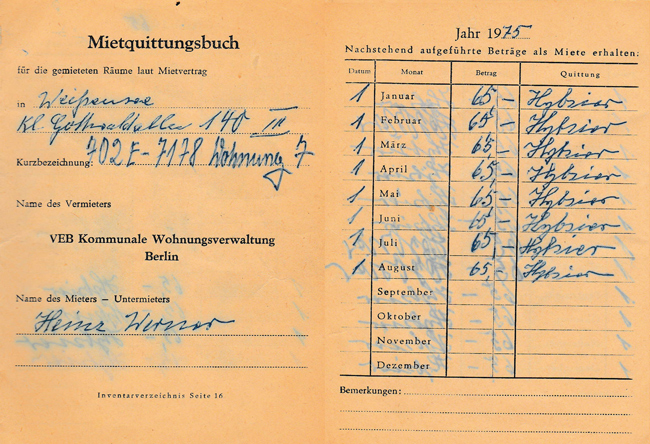 Mietquittungsbuch
für die gemieteten Räume laut Mietvertrag
in Weißensee
Kl. Gottwaldallee 140 III
Kurzbezeichnung: 702 E-7178 Wohnung 7
Name des Vermieters
VEB Kommunale Wohnungsverwaltung
Berlin
Name des Mieters – Untermieters
Heinz Werner
Inventarverzeichnis Seite 16
Jahr 1975
Nachstehend aufgeführte Beträge als Miete erhalten:
Datum Monat Betrag Quittung
1 Januar 65,-
1 Februar 65,-
1 März 65,-
1 April 65,-
1 Mai 65,-
1 Juni 65,-
1 Juli 65,-
1 August 65,-
September
Oktober
November
Dezember
Bemerkungen: